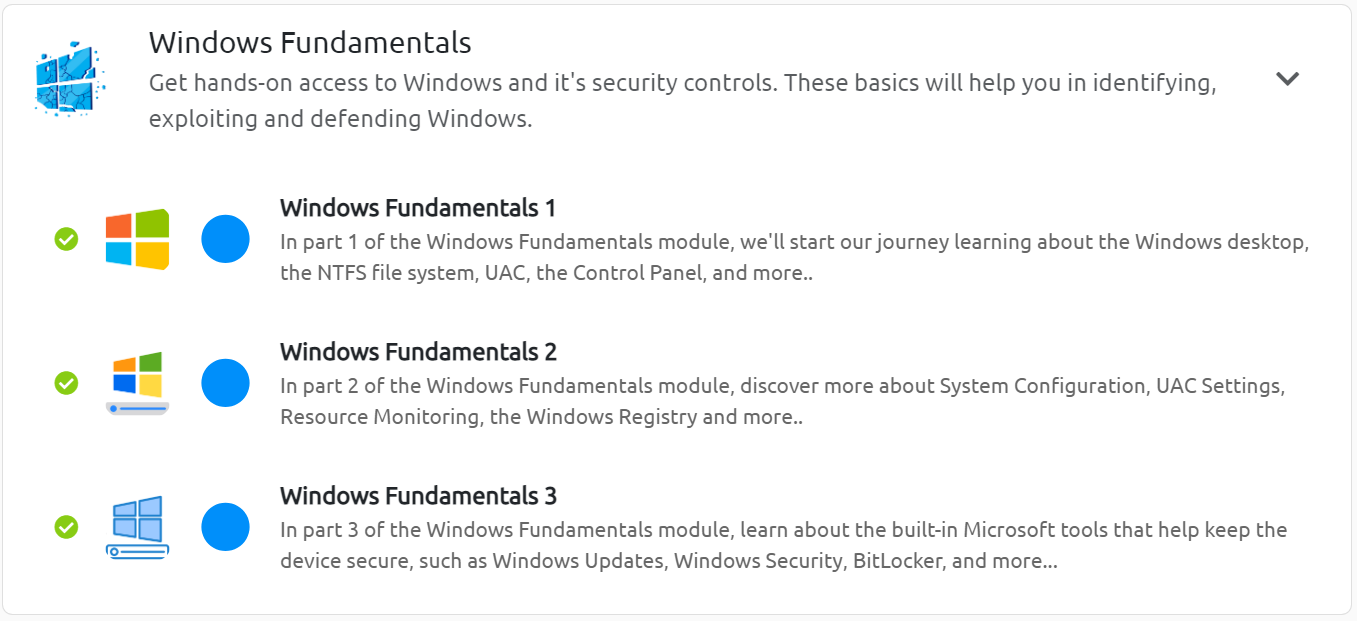 Windows Fundamentals
Get hands-on access to Windows and it's security controls. These basics will help you in identifying,
exploiting and defending Windows.
Windows Fundamentals 1
In part 1 of the Windows Fundamentals module, we'll start our journey learning about the Windows desktop,
the NTFS file system, UAC, the Control Panel, and more..
Windows Fundamentals 2
In part 2 of the Windows Fundamentals module, discover more about System Configuration, UAC Settings,
Resource Monitoring, the Windows Registry and more..
Windows Fundamentals 3
In part 3 of the Windows Fundamentals module, learn about the built-in Microsoft tools that help keep the
device secure, such as Windows Updates, Windows Security, BitLocker, and more...